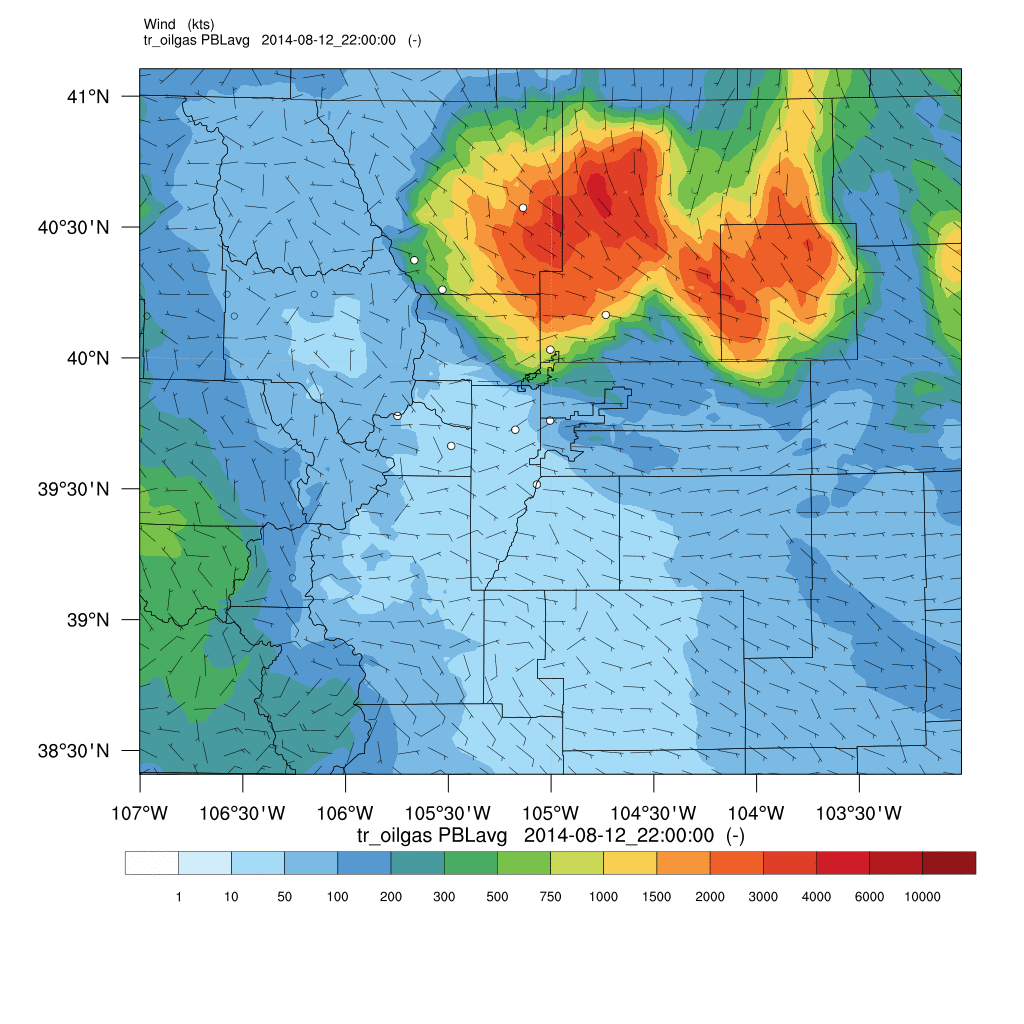 Wind (kts)
tr_oilgas PBLavg 2014-08-12_22:00:00 (-)
41°N
40°30'N
40°N
39°30'N
39°N
38°30'N
107°W 106°30'W 106°W 105°30'W 105°W 104°30'W 104°W 103°30'W
tr_oilgas PBLavg 2014-08-12_22:00:00 (-)
1 10 50 100 200 300 500 750 1000 1500 2000 3000 4000 6000 10000